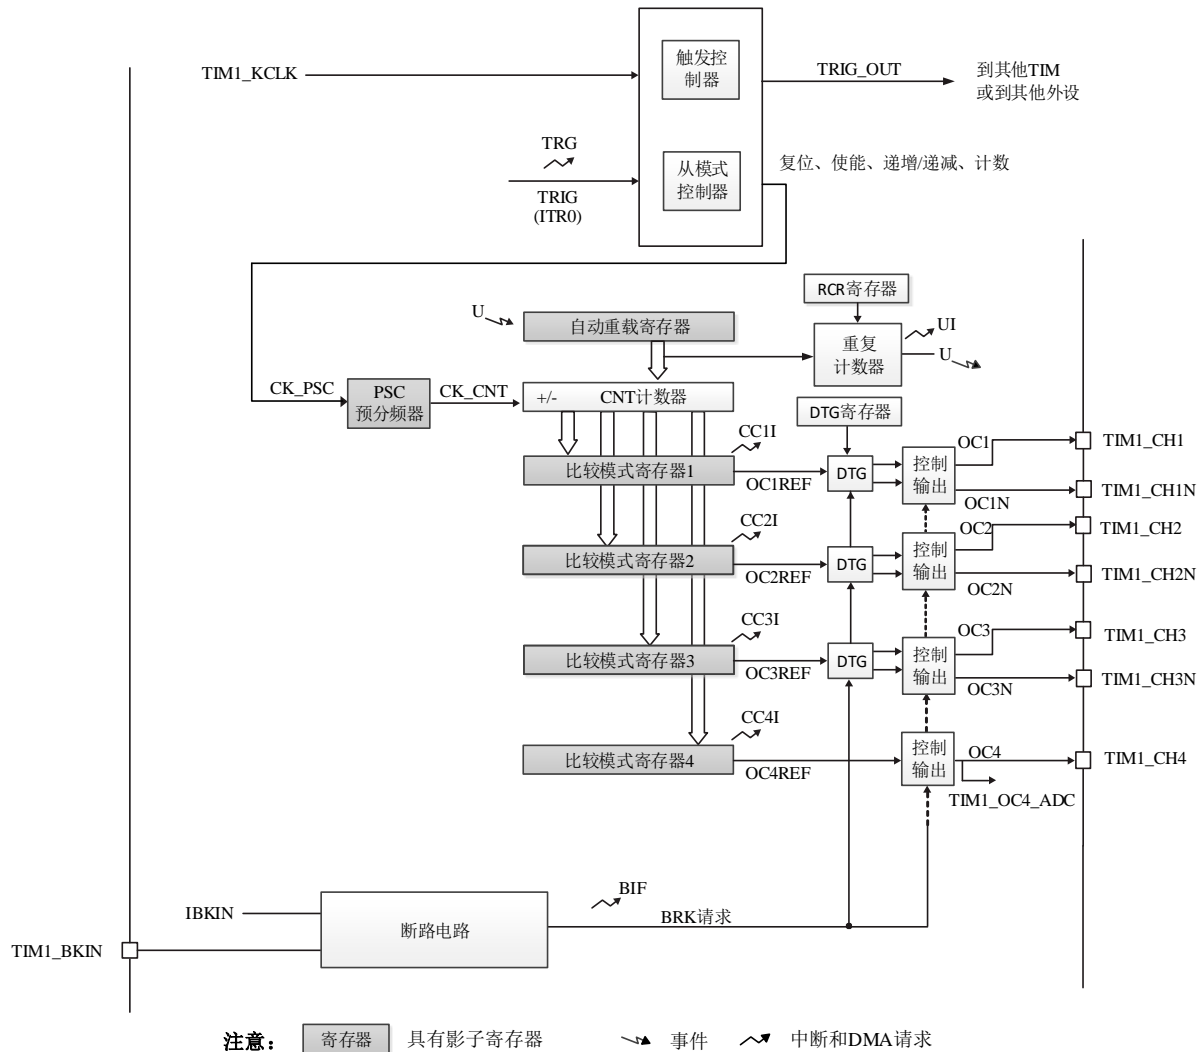 触发控
制器
TIM1_KCLK
TRIG_OUT
到其他TIM
或到其他外设
TRG
TRIG
(ITR0)
从模式
控制器
复位、使能、递增/递减、计数
RCR寄存器
U
自动重载寄存器
重复
计数器
UI
U
CK_PSC
PSC
预分频器
CK_CNT
+/-
CNT计数器
DTG寄存器
CC1I
比较模式寄存器1
OC1REF
DTG
控制
输出
OC1
OC1N
TIM1_CH1
TIM1_CH1N
CC2I
比较模式寄存器2
OC2REF
DTG
控制
输出
OC2
OC2N
TIM1_CH2
TIM1_CH2N
CC3I
比较模式寄存器3
OC3REF
DTG
控制
输出
OC3
OC3N
TIM1_CH3
TIM1_CH3N
CC4I
比较模式寄存器4
OC4REF
控制
输出
OC4
TIM1_CH4
TIM1_OC4_ADC
IBKIN
TIM1_BKIN
断路电路
BIF
BRK请求
注意：
寄存器
具有影子寄存器
事件
中断和DMA请求